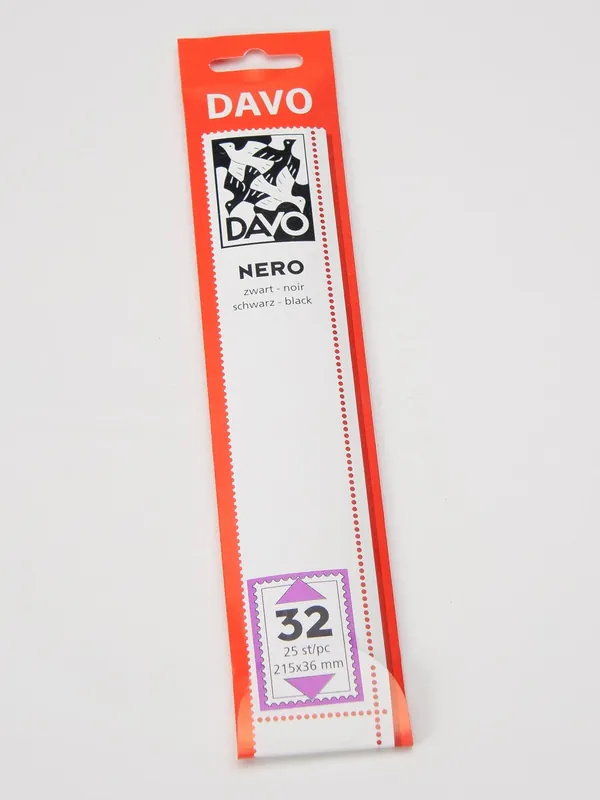 DAVO
DAVO
NERO
zwart - noir
schwarz - black
32
25 st/pc
215x36 mm